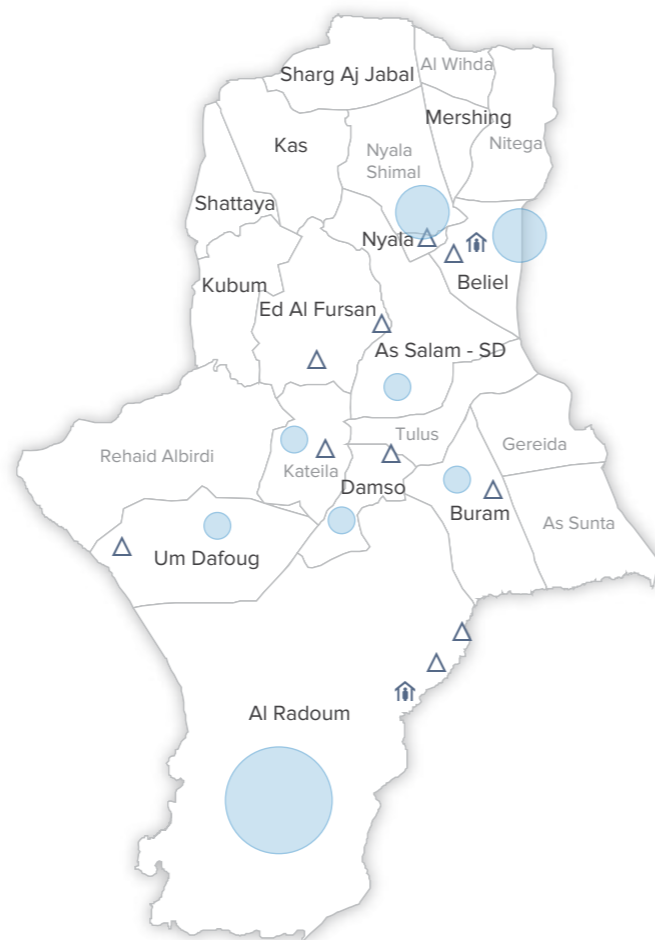 Al Wihda
Sharg Aj Jabal
Mershing
Kas
Nitega
Nyala
Shimal
Shattaya
Nyala
Beliel
Kubum
Ed Al Fursan
As Salam - SD
Tulus
Gereida
Rehaid Albirdi
Kateila
Damso
Buram
As Sunta
Um Dafoug
Al Radoum